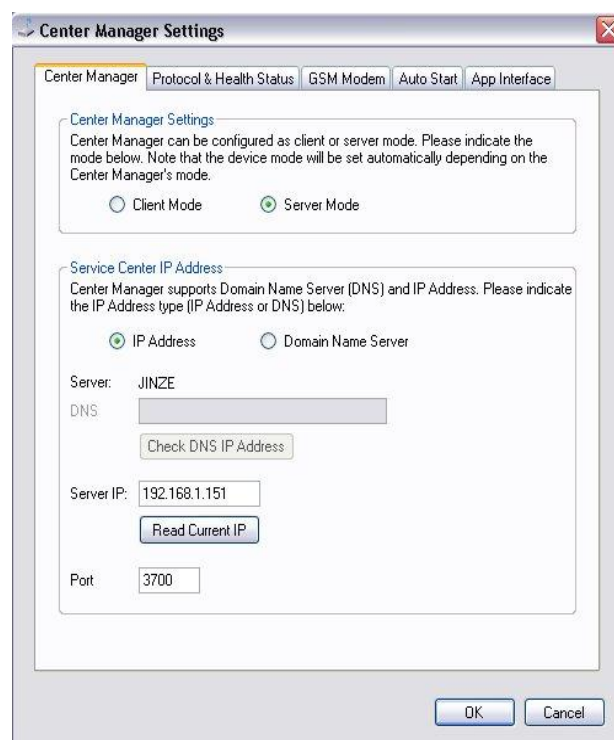 Center Manager Settings
Center Manager Protocol & Health Status GSM Modem Auto Start App Interface
Center Manager Settings
Center Manager can be configured as client or server mode. Please indicate the
mode below. Note that the device mode will be set automatically depending on the
Center Manager's mode.
Client Mode Server Mode
Service Center IP Address
Center Manager supports Domain Name Server (DNS) and IP Address. Please indicate
the IP Address type (IP Address or DNS) below:
IP Address Domain Name Server
Server: JINZE
DNS
Check DNS IP Address
Server IP: 192.168.1.151
Read Current IP
Port 3700
OK Cancel